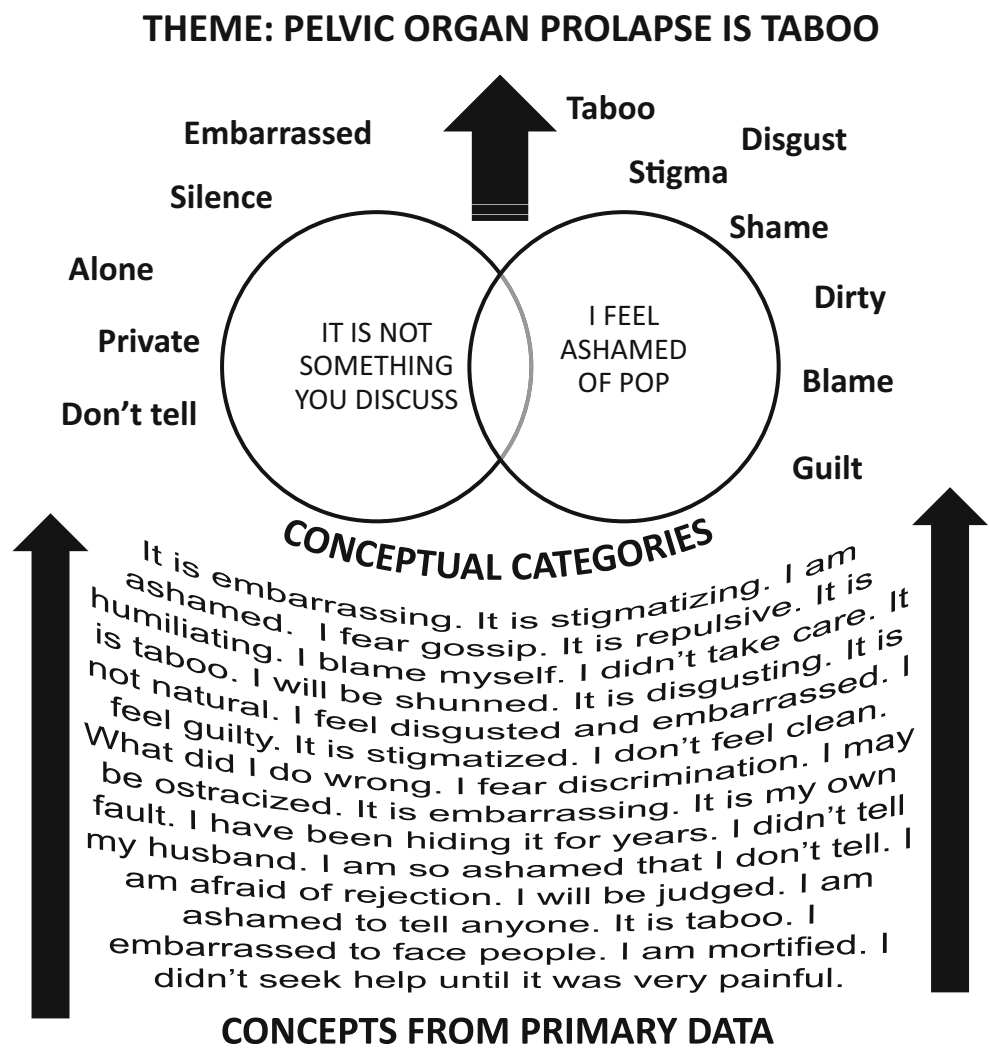 THEME: PELVIC ORGAN PROLAPSE IS TABOO
Taboo
Embarrassed
Disgust
Stigma
Silence
Shame
Alone
Dirty
Private
Blame
Don't tell
Guilt
IT IS NOT
SOMETHING
YOU DISCUSS
I FEEL
ASHAMED
OF POP
CONCEPTUAL CATEGORIES
It is embarrassing. It is stigmatizing. I am
ashamed. I fear gossip. It is repulsive. It is
humiliating. I blame myself. I didn't take care. It
is taboo. I will be shunned. It is disgusting. It is
not natural. I feel disgusted and embarrassed. I
feel guilty. It is stigmatized. I don't feel clean.
What did I do wrong. I fear discrimination. I may
be ostracized. It is embarrassing. It is my own
fault. I have been hiding it for years. I didn't tell
my husband. I am so ashamed that I don't tell. I
am afraid of rejection. I will be judged. I am
ashamed to tell anyone. It is taboo. I
embarrassed to face people. I am mortified. I
didn't seek help until it was very painful.
CONCEPTS FROM PRIMARY DATA